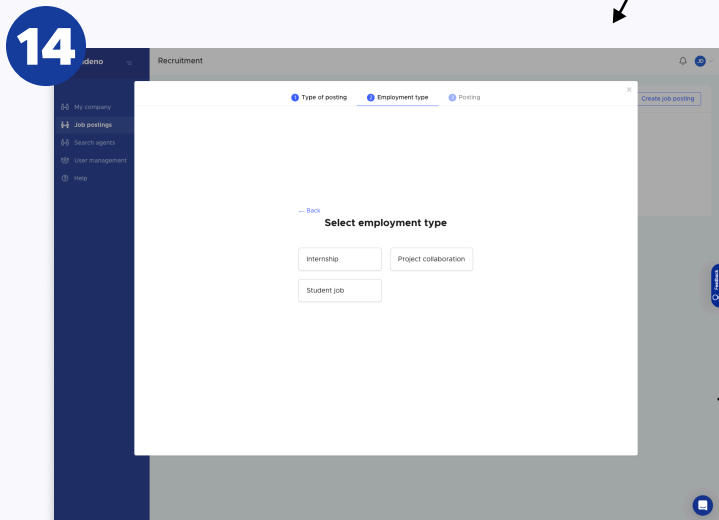 14
deno
Recruitment
JD
1 Type of posting
2 Employment type
3 Posting
Create job posting
My company
Job postings
Search agents
User management
Help
← Back
Select employment type
Internship
Project collaboration
Student job
Feedback